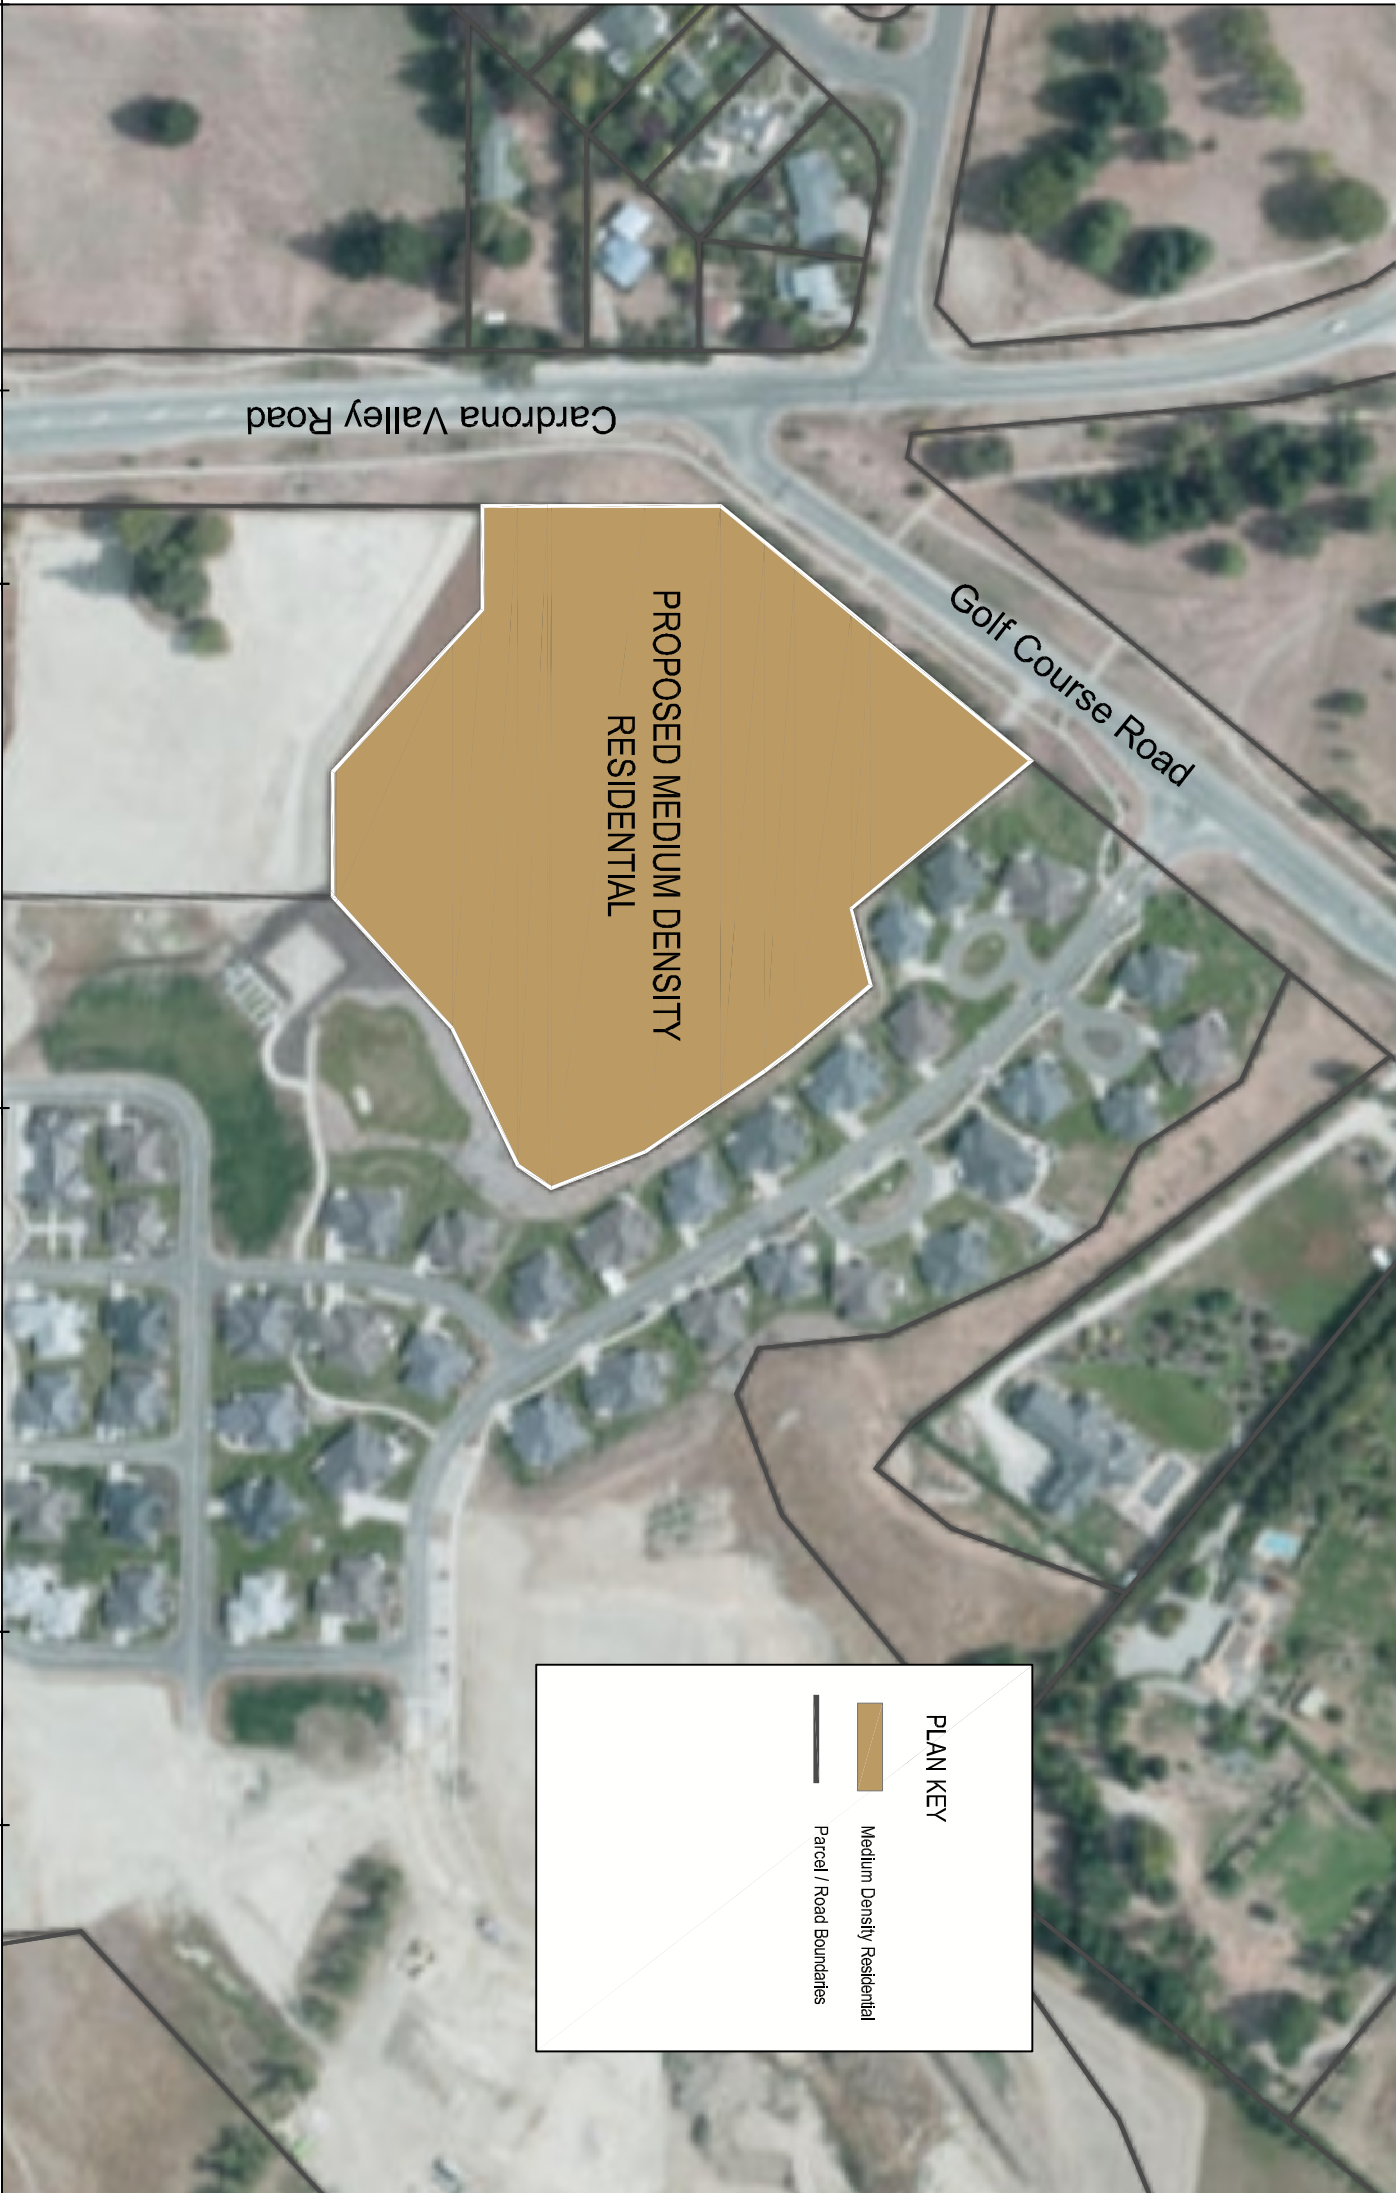 Cardrona Valley Road
Golf Course Road
PROPOSED MEDIUM DENSITY
RESIDENTIAL
PLAN KEY
Medium Density Residential
Parcel / Road Boundaries